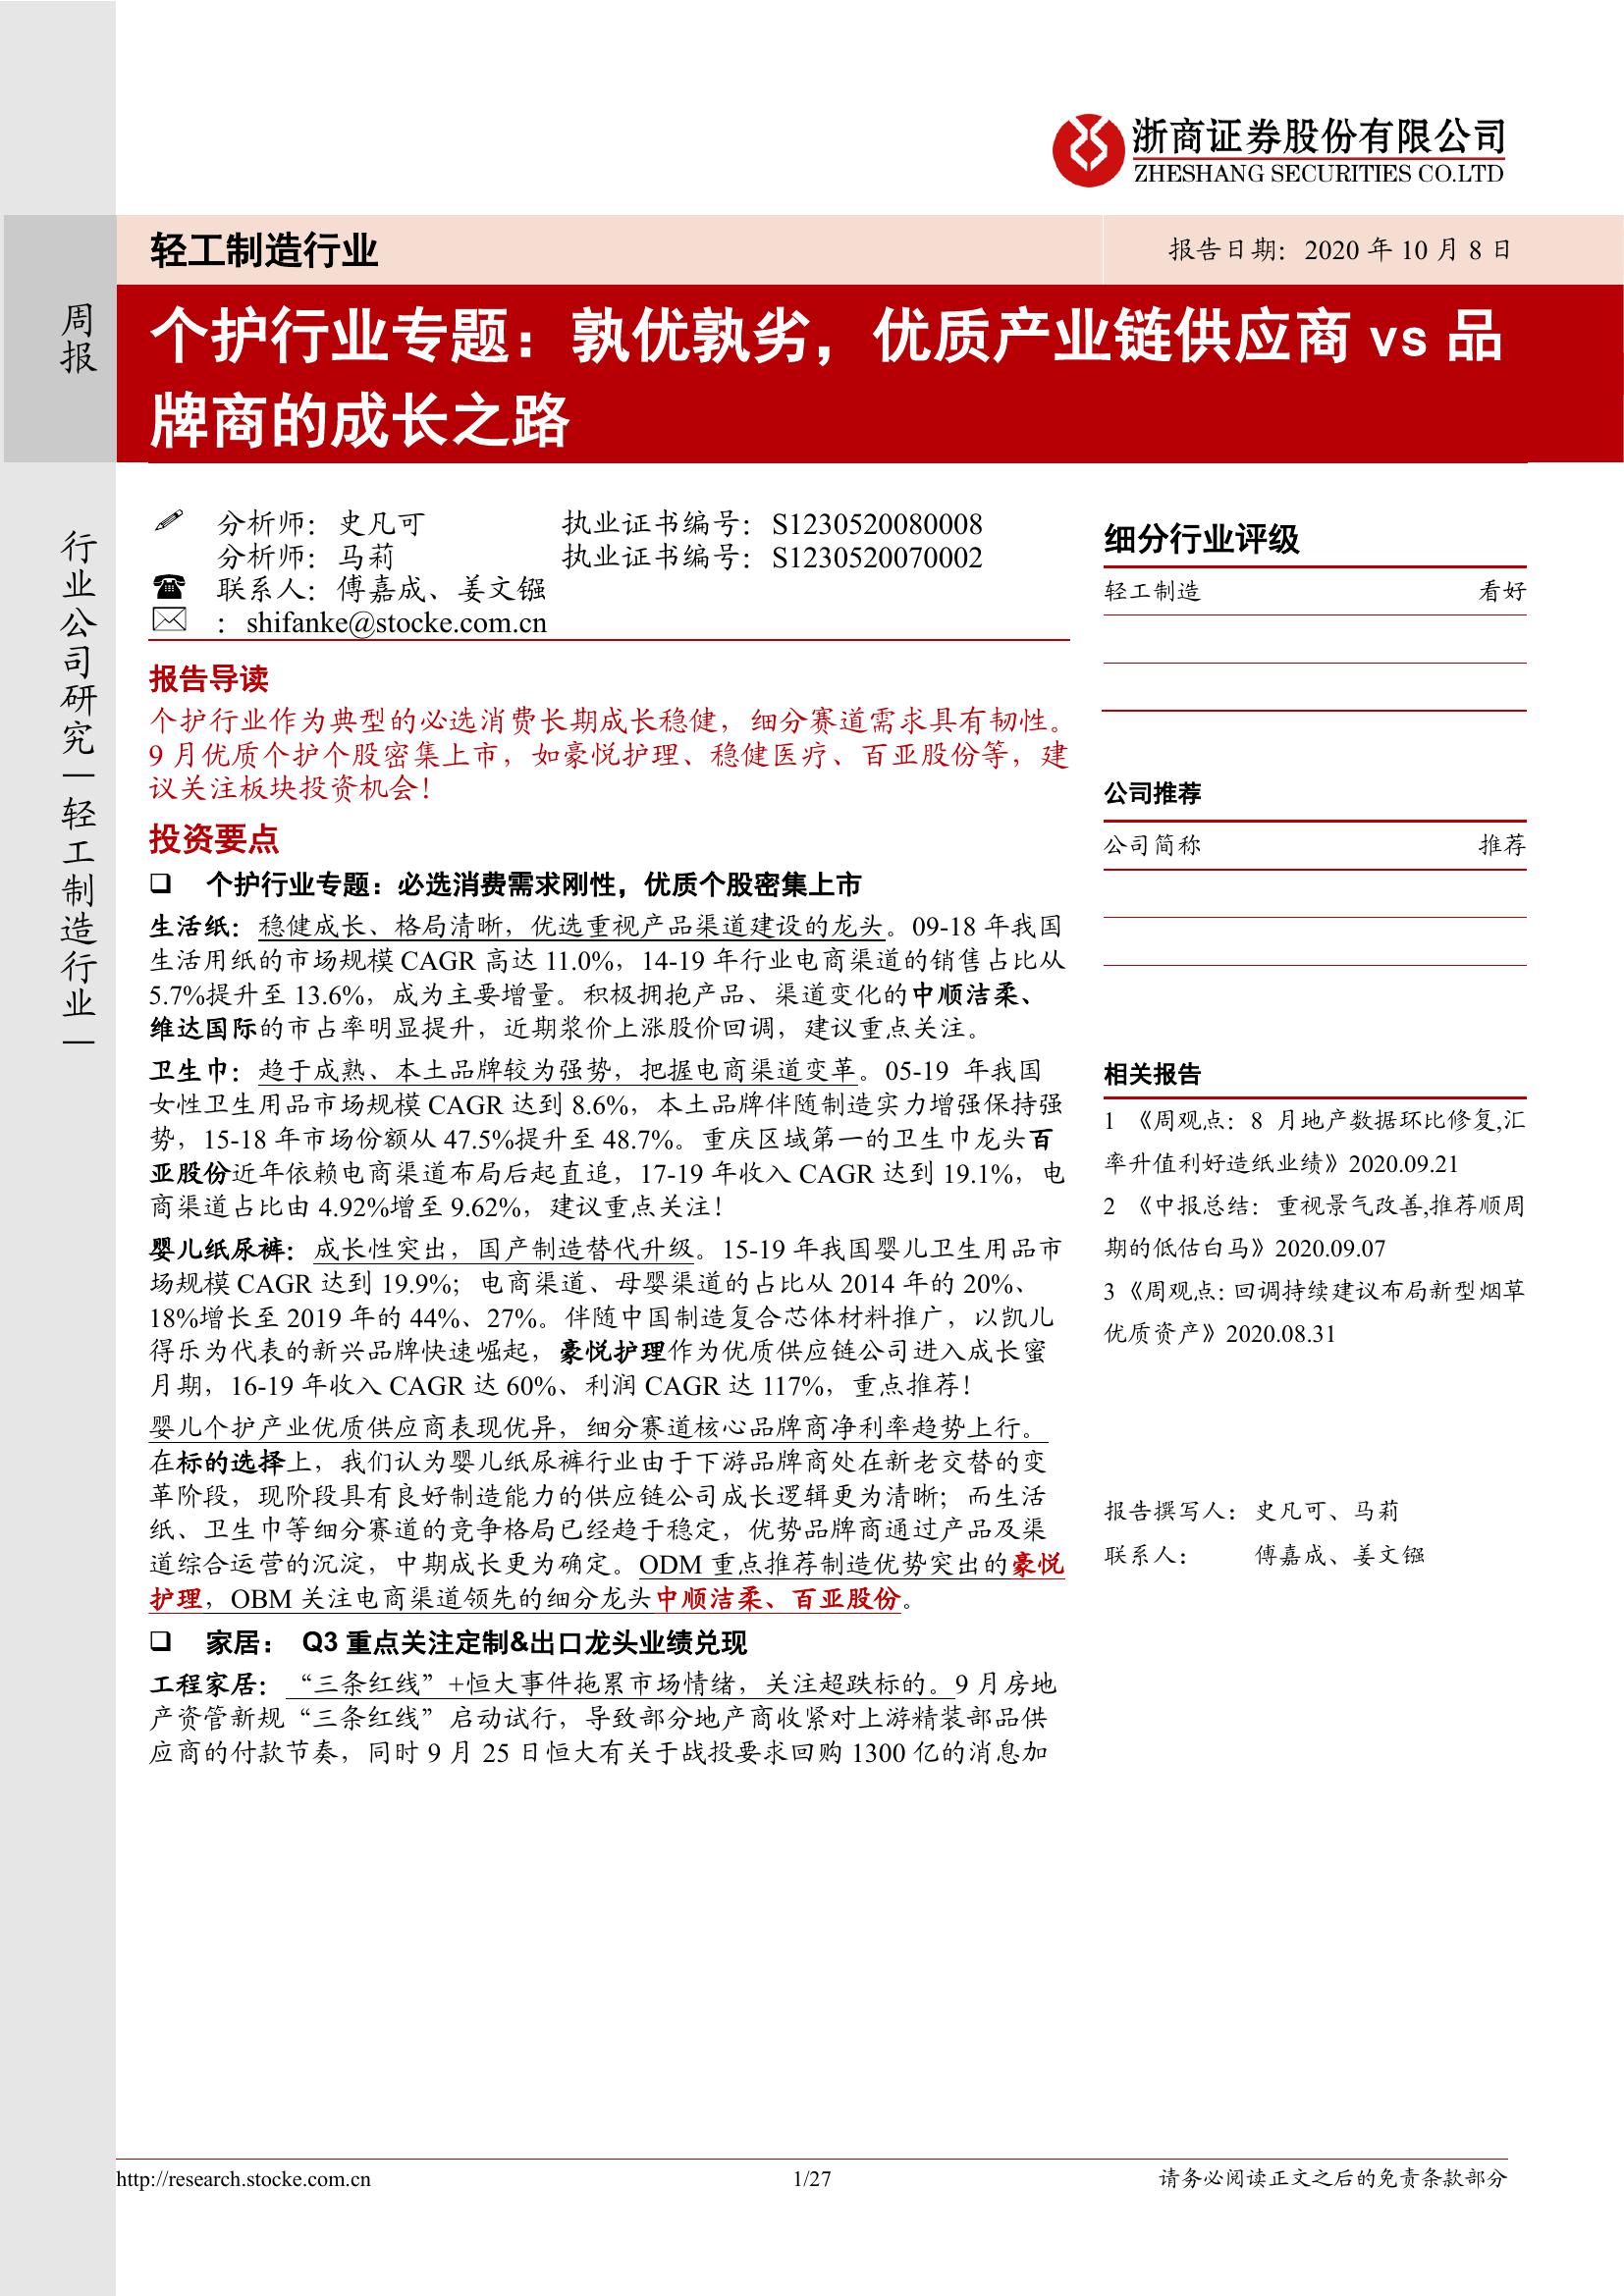 浙商证券股份有限公司
ZHESHANG SECURITIES CO.LTD
轻工制造行业
报告日期：2020 年 10 月 8 日
周报
个护行业专题：孰优孰劣，优质产业链供应商 vs 品
牌商的成长之路
行业公司研究｜轻工制造行业｜
分析师：史凡可 执业证书编号：S1230520080008
分析师：马莉 执业证书编号：S1230520070002
联系人：傅嘉成、姜文镪
：shifanke@stocke.com.cn
报告导读
个护行业作为典型的必选消费长期成长稳健，细分赛道需求具有韧性。
9 月优质个护个股密集上市，如豪悦护理、稳健医疗、百亚股份等，建
议关注板块投资机会！
投资要点
❑ 个护行业专题：必选消费需求刚性，优质个股密集上市
生活纸：稳健成长、格局清晰，优选重视产品渠道建设的龙头。09-18 年我国
生活用纸的市场规模 CAGR 高达 11.0%，14-19 年行业电商渠道的销售占比从
5.7%提升至 13.6%，成为主要增量。积极拥抱产品、渠道变化的中顺洁柔、
维达国际的市占率明显提升，近期浆价上涨股价回调，建议重点关注。
卫生巾：趋于成熟、本土品牌较为强势，把握电商渠道变革。05-19 年我国
女性卫生用品市场规模 CAGR 达到 8.6%，本土品牌伴随制造实力增强保持强
势，15-18 年市场份额从 47.5%提升至 48.7%。重庆区域第一的卫生巾龙头百
亚股份近年依赖电商渠道布局后起直追，17-19 年收入 CAGR 达到 19.1%，电
商渠道占比由 4.92%增至 9.62%，建议重点关注！
婴儿纸尿裤：成长性突出，国产制造替代升级。15-19 年我国婴儿卫生用品市
场规模 CAGR 达到 19.9%；电商渠道、母婴渠道的占比从 2014 年的 20%、
18%增长至 2019 年的 44%、27%。伴随中国制造复合芯体材料推广，以凯儿
得乐为代表的新兴品牌快速崛起，豪悦护理作为优质供应链公司进入成长蜜
月期，16-19 年收入 CAGR 达 60%、利润 CAGR 达 117%，重点推荐！
婴儿个护产业优质供应商表现优异，细分赛道核心品牌商净利率趋势上行。
在标的选择上，我们认为婴儿纸尿裤行业由于下游品牌商处在新老交替的变
革阶段，现阶段具有良好制造能力的供应链公司成长逻辑更为清晰；而生活
纸、卫生巾等细分赛道的竞争格局已经趋于稳定，优势品牌商通过产品及渠
道综合运营的沉淀，中期成长更为确定。ODM 重点推荐制造优势突出的豪悦
护理，OBM 关注电商渠道领先的细分龙头中顺洁柔、百亚股份。
❑ 家居： Q3 重点关注定制&出口龙头业绩兑现
工程家居：“三条红线”+恒大事件拖累市场情绪，关注超跌标的。9 月房地
产资管新规“三条红线”启动试行，导致部分地产商收紧对上游精装部品供
应商的付款节奏，同时 9 月 25 日恒大有关于战投要求回购 1300 亿的消息加
细分行业评级
轻工制造 看好
公司推荐
公司简称 推荐
相关报告
1 《周观点：8 月地产数据环比修复,汇
率升值利好造纸业绩》2020.09.21
2 《中报总结：重视景气改善,推荐顺周
期的低估白马》2020.09.07
3《周观点：回调持续建议布局新型烟草
优质资产》2020.08.31
报告撰写人：史凡可、马莉
联系人： 傅嘉成、姜文镪
http://research.stocke.com.cn
1/27
请务必阅读正文之后的免责条款部分